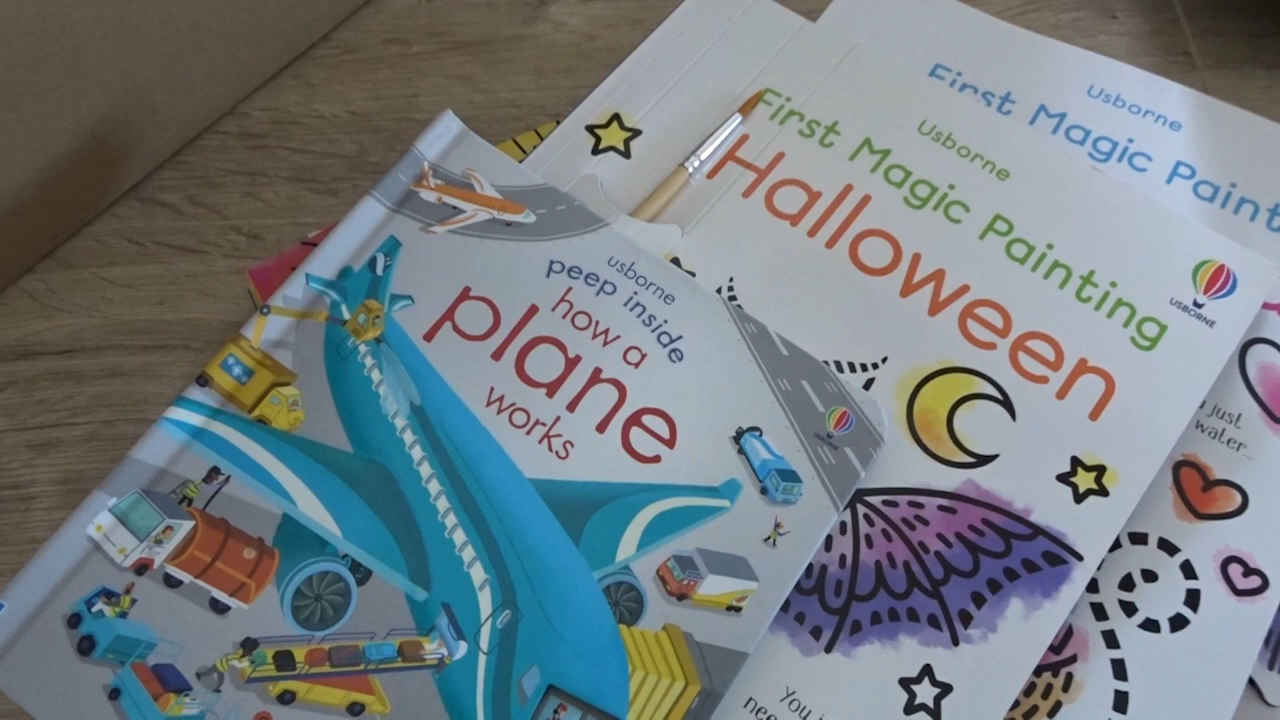 usborne
peep inside
how a
plane
works
Usborne
First Magic Painting
Halloween
USBORNE
You
nee
Usborne
First Magic Paint
just
water